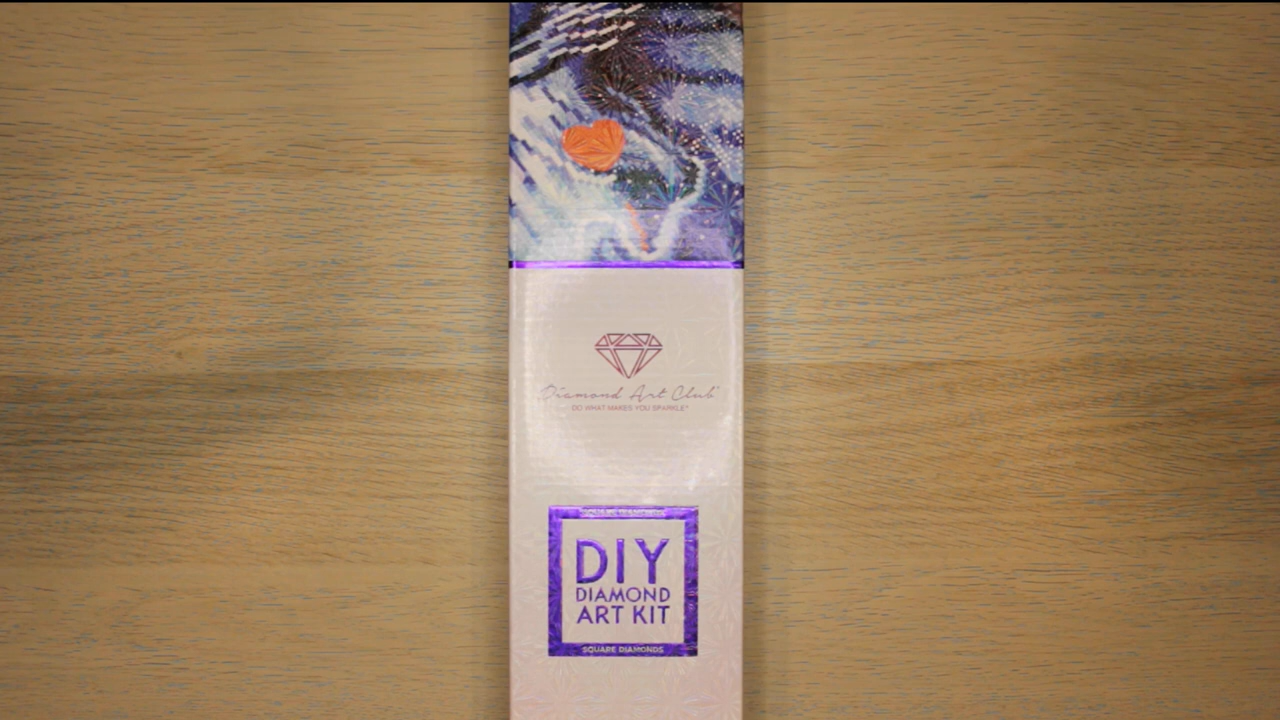 Diamond Art Club
DO WHAT MAKES YOU SPARKLE
DIY
DIAMOND
ART KIT
SQUARE DIAMONDS